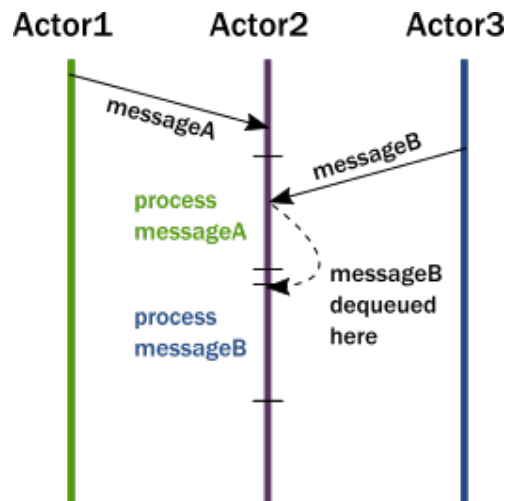 Actor1 Actor2 Actor3
messageA
messageB
process
messageA
messageB
dequeued
here
process
messageB